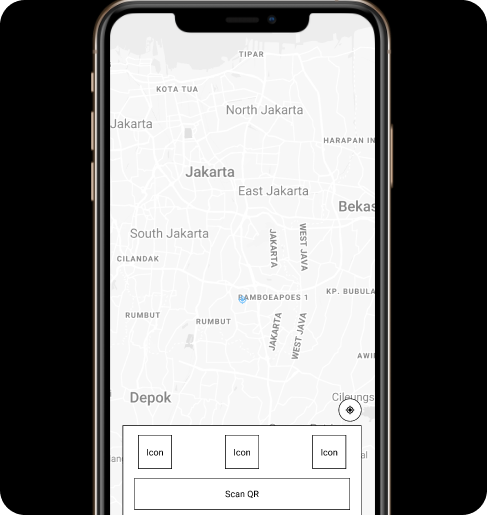 TIPAR
KOTA TUA
North Jakarta
Jakarta
HARAPAN IN
Jakarta
East Jakarta
Bekas
South Jakarta
JAKARTA
WEST JAVA
CILANDAK
KP. BUBULA
BAMBOEAPOES 1
RUMBUT
RUMBUT
JAKARTA
WEST JAVA
AWI
Depok
Cileungs
Icon
Icon
Icon
Scan QR